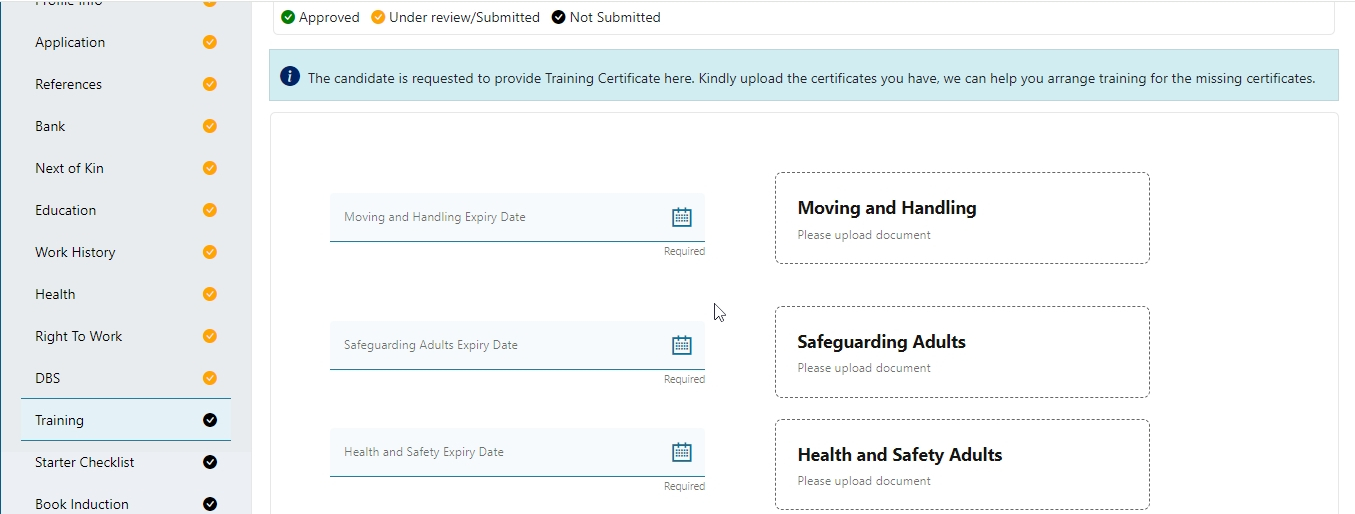 Profile Info
Approved Under review/Submitted Not Submitted
Application
References
Bank
Next of Kin
Education
Work History
Health
Right To Work
DBS
Training
Starter Checklist
Book Induction
The candidate is requested to provide Training Certificate here. Kindly upload the certificates you have, we can help you arrange training for the missing certificates.
Moving and Handling Expiry Date
Required
Moving and Handling
Please upload document
Safeguarding Adults Expiry Date
Required
Safeguarding Adults
Please upload document
Health and Safety Expiry Date
Required
Health and Safety Adults
Please upload document